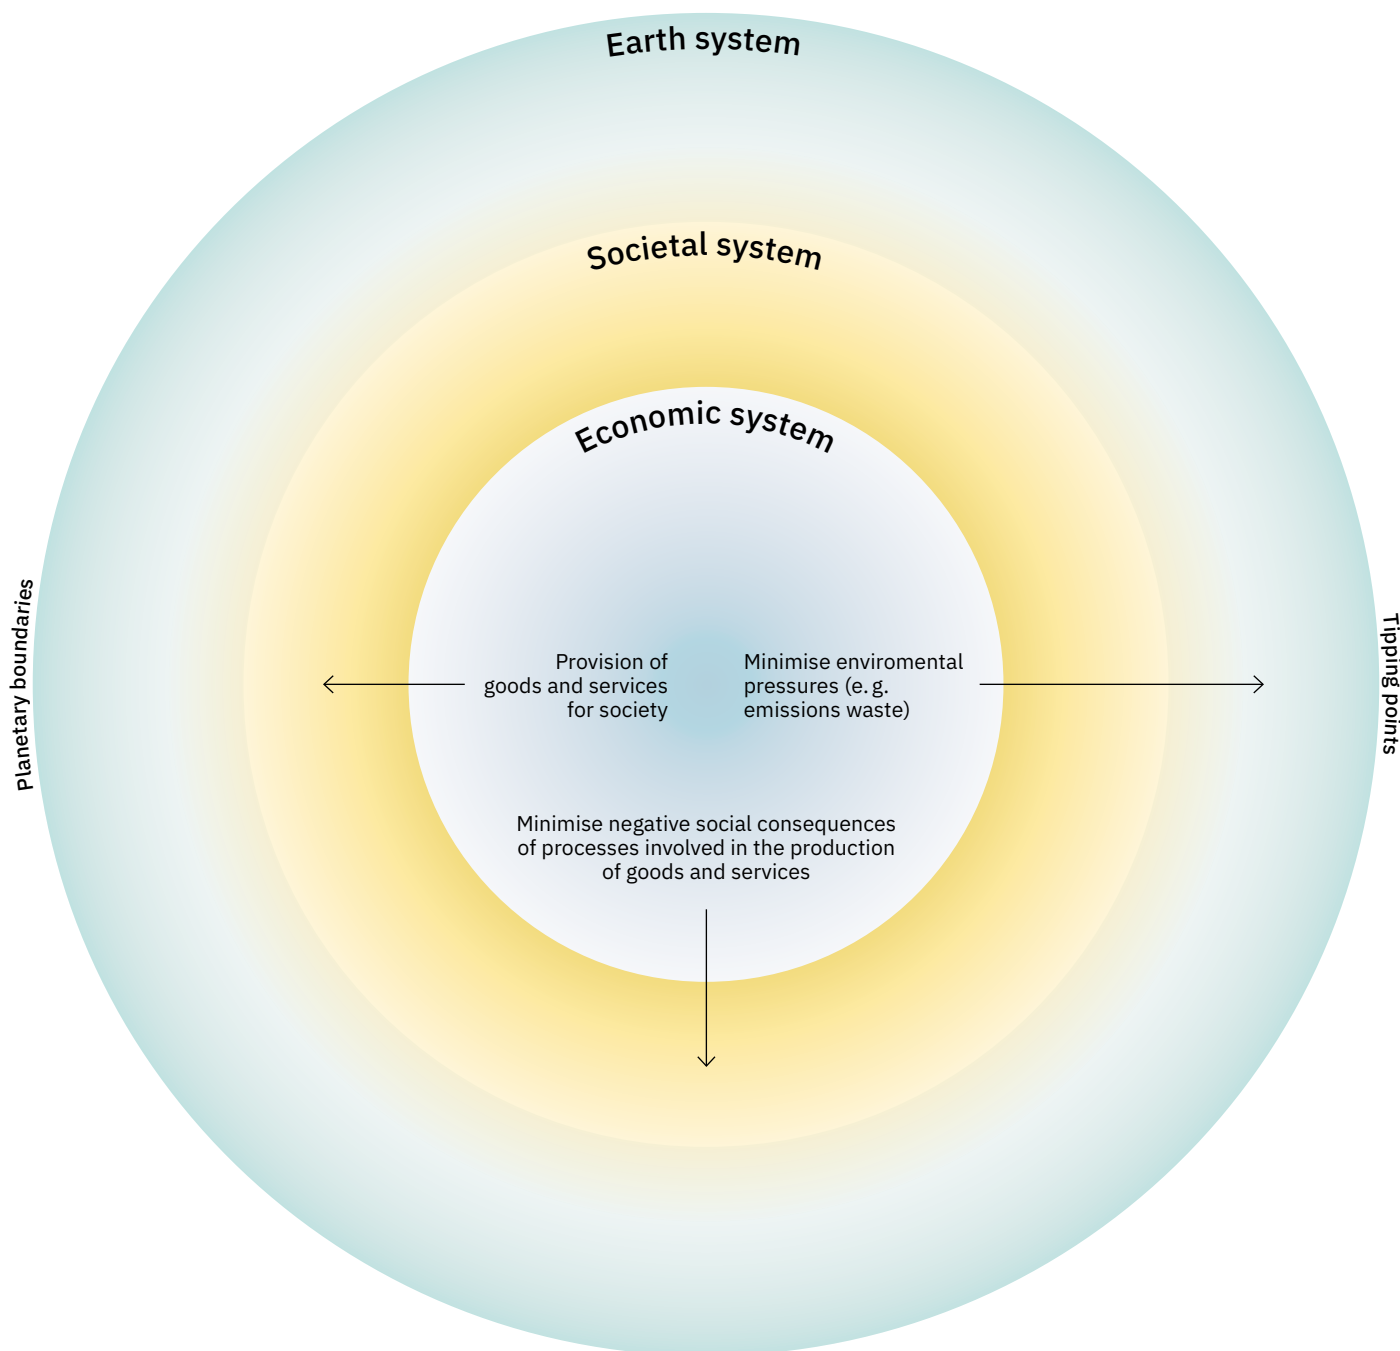 Earth system
Societal system
Economic system
Planetary boundaries
Provision of
goods and services
for society
Minimise enviromental
pressures (e. g.
emissions waste)
Tipping points
Minimise negative social consequences
of processes involved in the production
of goods and services